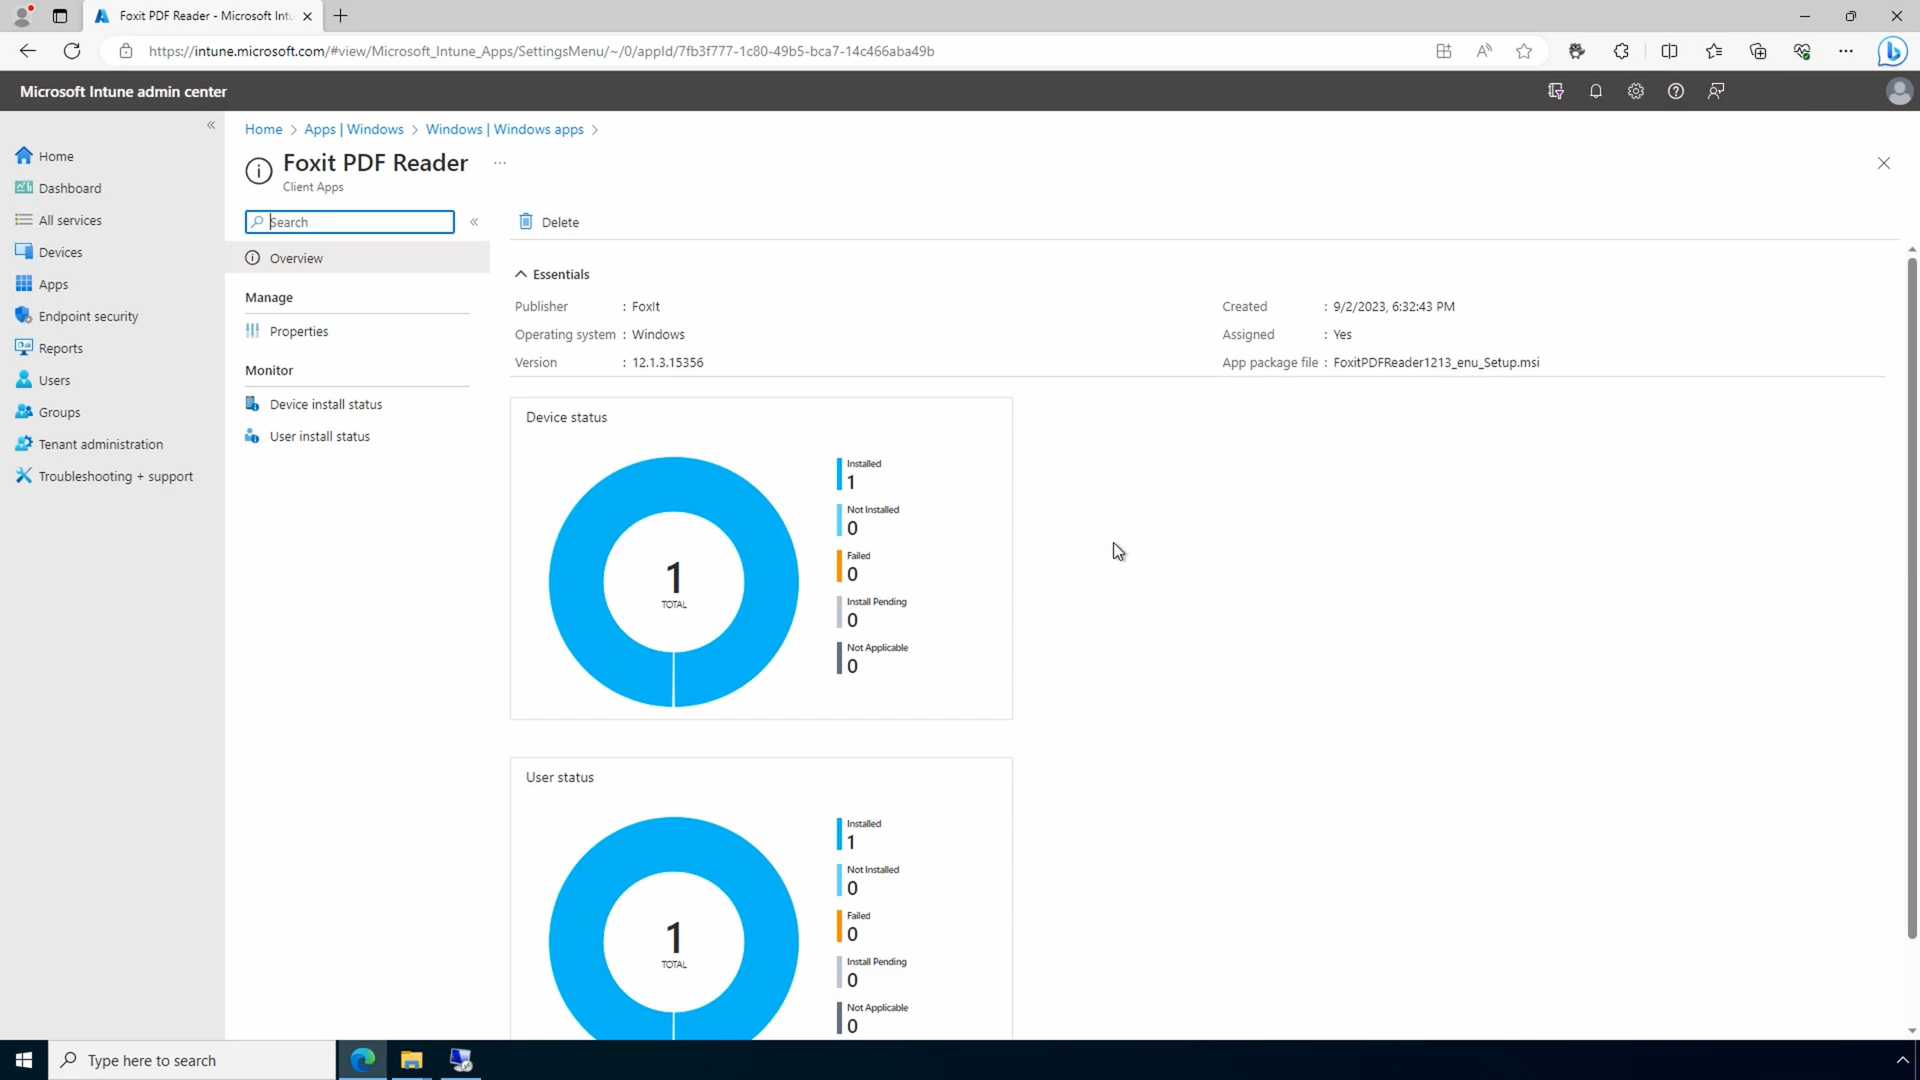 Foxit PDF Reader - Microsoft Intu
https://intune.microsoft.com/#view/Microsoft_Intune_Apps/SettingsMenu/~/0/appId/7fb3f777-1c80-49b5-bca7-14c466aba49b
Microsoft Intune admin center
Home > Apps | Windows > Windows | Windows apps >
Foxit PDF Reader ...
Client Apps
Home
Dashboard
All services
Devices
Apps
Endpoint security
Reports
Users
Groups
Tenant administration
Troubleshooting + support
Search
Overview
Manage
Properties
Monitor
Device install status
User install status
Delete
Essentials
Publisher : FoxIt
Operating system : Windows
Version : 12.1.3.15356
Created : 9/2/2023, 6:32:43 PM
Assigned : Yes
App package file : FoxitPDFReader1213_enu_Setup.msi
Device status
1
TOTAL
Installed
1
Not Installed
0
Failed
0
Install Pending
0
Not Applicable
0
User status
1
TOTAL
Installed
1
Not Installed
0
Failed
0
Install Pending
0
Not Applicable
0
Type here to search